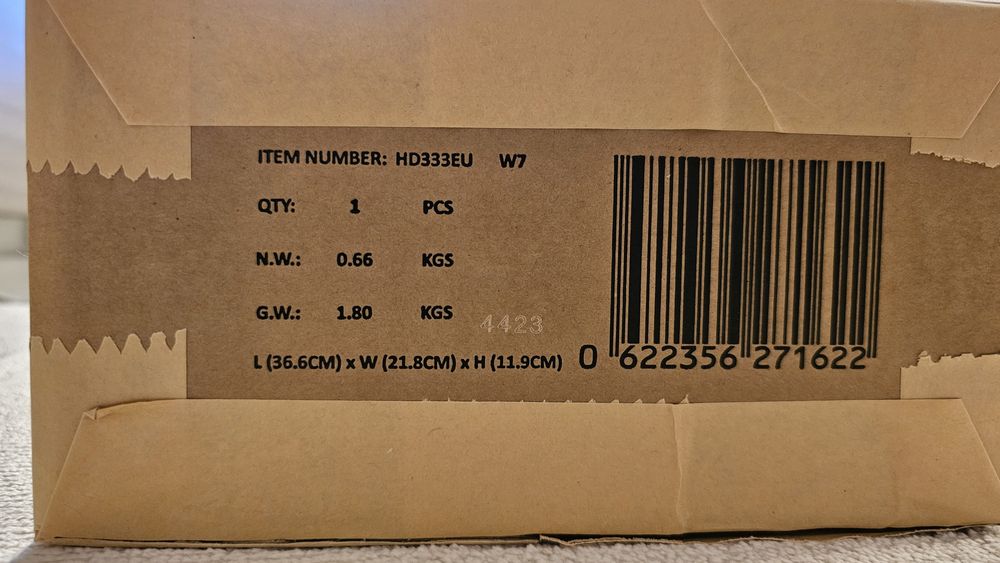 ITEM NUMBER: HD333EU W7
QTY: 1 PCS
N.W.: 0.66 KGS
G.W.: 1.80 KGS
4423
L (36.6CM) x W (21.8CM) x H (11.9CM)
0 622356 271622